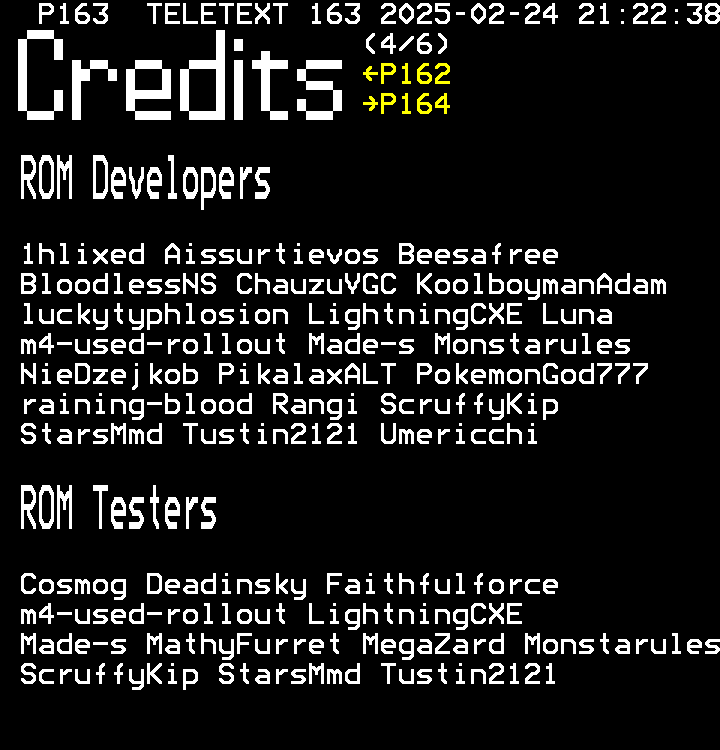 P163 TELETEXT 163 2025-02-24 21:22:38
Credits
(4/6)
←P162
→P164
ROM Developers
1hlixed Aissurtievos Beesafree
BloodlessNS ChauzuVGC KoolboymanAdam
luckytyphlosion LightningCXE Luna
m4-used-rollout Made-s Monstarules
NieDzejkob PikalaxALT PokemonGod777
raining-blood Rangi ScruffyKip
StarsMmd Tustin2121 Umericchi
ROM Testers
Cosmog Deadinsky Faithfulforce
m4-used-rollout LightningCXE
Made-s MathyFurret MegaZard Monstarules
ScruffyKip StarsMmd Tustin2121